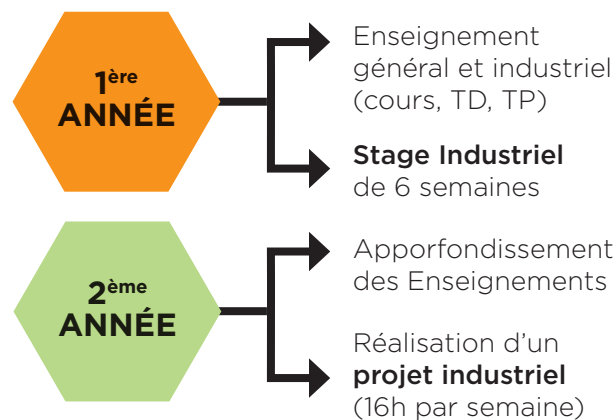 1ère
ANNÉE
Enseignement
général et industriel
(cours, TD, TP)
Stage Industriel
de 6 semaines
2ème
ANNÉE
Apporfondissement
des Enseignements
Réalisation d’un
projet industriel
(16h par semaine)